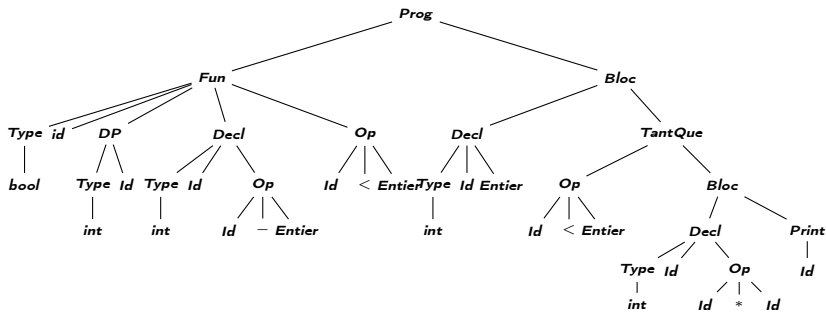 Prog
Fun Bloc
Type id DP Decl Op Decl TantQue
bool Type Id Type Id Op Id < Entier Type Id Entier Op Bloc
int int Id − Entier int Id < Entier Decl Print
Type Id Op Id
int Id * Id